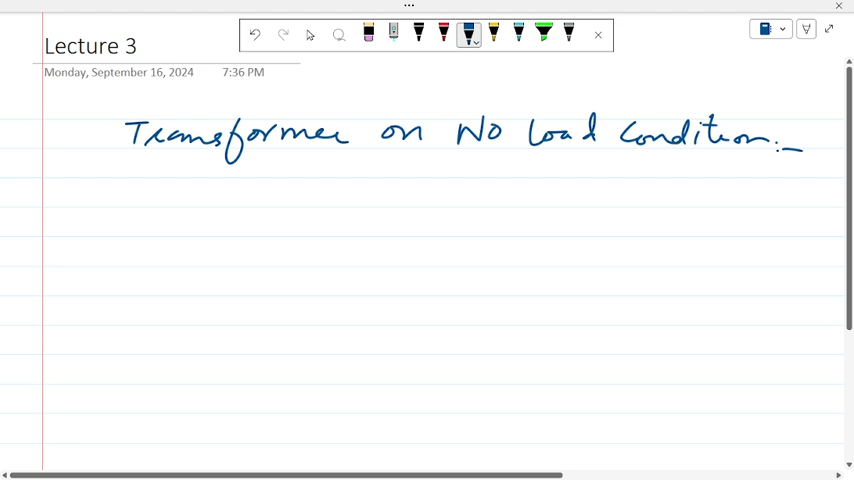 Lecture 3
Monday, September 16, 2024 7:36 PM
Transformer on No Load Condition:-